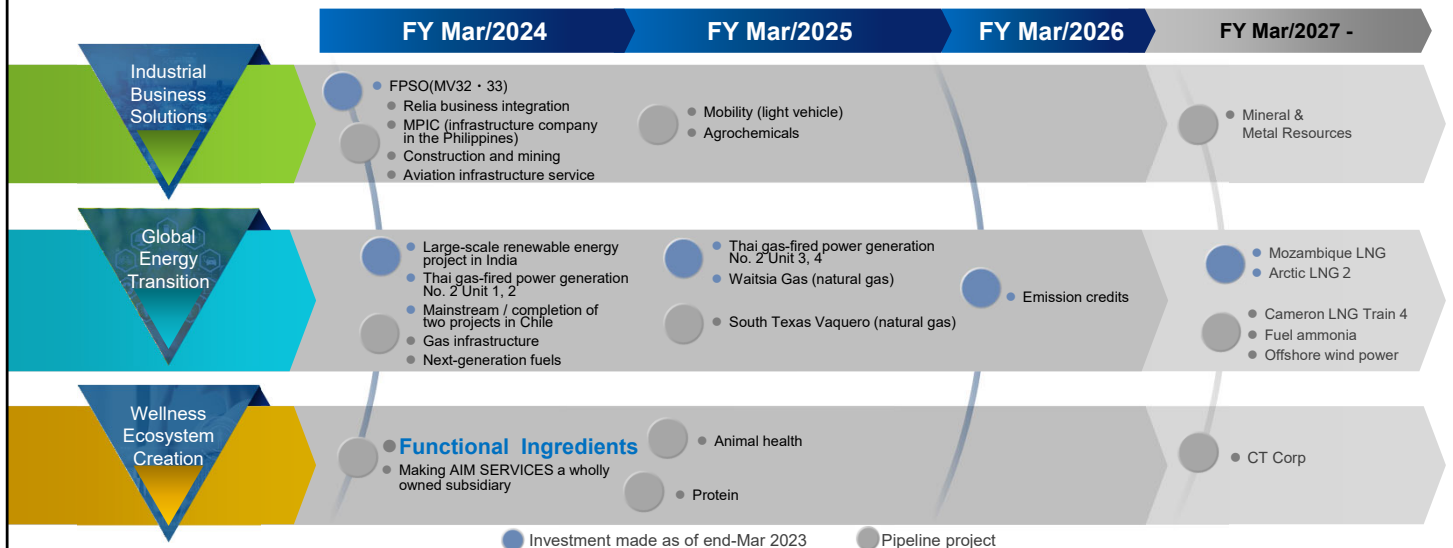 FY Mar/2024
FY Mar/2025
FY Mar/2026
FY Mar/2027 -
Industrial
Business
Solutions
FPSO(MV32・33)
Relia business integration
MPIC (infrastructure company
in the Philippines)
Construction and mining
Aviation infrastructure service
Mobility (light vehicle)
Agrochemicals
Mineral &
Metal Resources
Global
Energy
Transition
Large-scale renewable energy
project in India
Thai gas-fired power generation
No. 2 Unit 1, 2
Mainstream / completion of
two projects in Chile
Gas infrastructure
Next-generation fuels
Thai gas-fired power generation
No. 2 Unit 3, 4
Waitsia Gas (natural gas)
South Texas Vaquero (natural gas)
Emission credits
Mozambique LNG
Arctic LNG 2
Cameron LNG Train 4
Fuel ammonia
Offshore wind power
Wellness
Ecosystem
Creation
Functional Ingredients
Making AIM SERVICES a wholly
owned subsidiary
Animal health
Protein
CT Corp
Investment made as of end-Mar 2023
Pipeline project